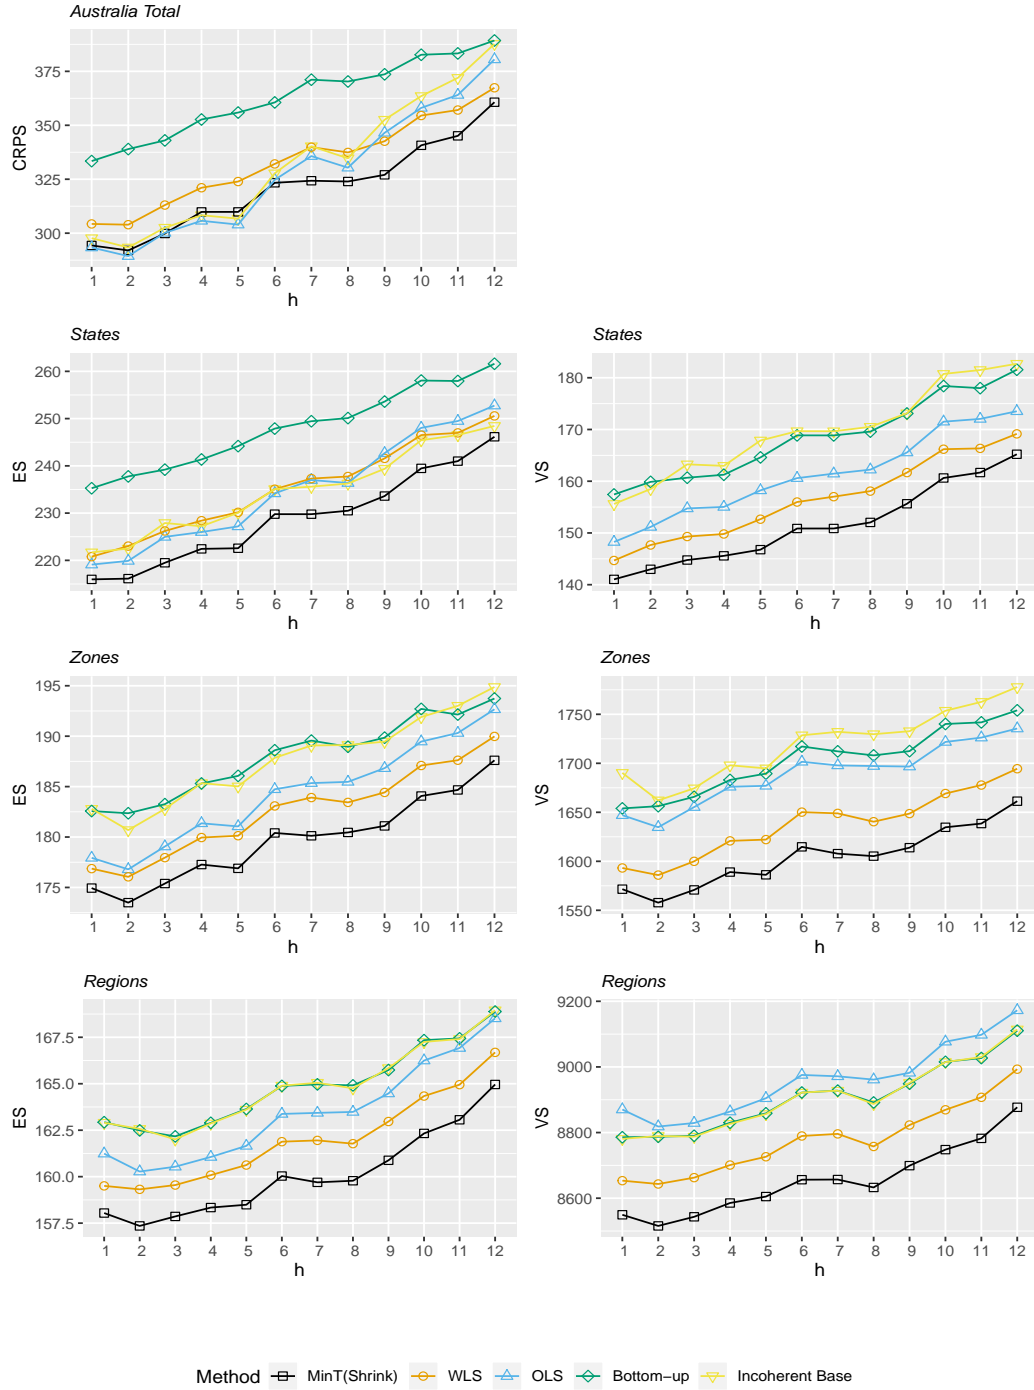 Australia Total
CRPS
375
350
325
300
1 2 3 4 5 6 7 8 9 10 11 12
h
States
ES
260
250
240
230
220
1 2 3 4 5 6 7 8 9 10 11 12
h
States
VS
180
170
160
150
140
1 2 3 4 5 6 7 8 9 10 11 12
h
Zones
ES
195
190
185
180
175
1 2 3 4 5 6 7 8 9 10 11 12
h
Zones
VS
1750
1700
1650
1600
1550
1 2 3 4 5 6 7 8 9 10 11 12
h
Regions
ES
167.5
165.0
162.5
160.0
157.5
1 2 3 4 5 6 7 8 9 10 11 12
h
Regions
VS
9200
9000
8800
8600
1 2 3 4 5 6 7 8 9 10 11 12
h
Method MinT(Shrink) WLS OLS Bottom−up Incoherent Base